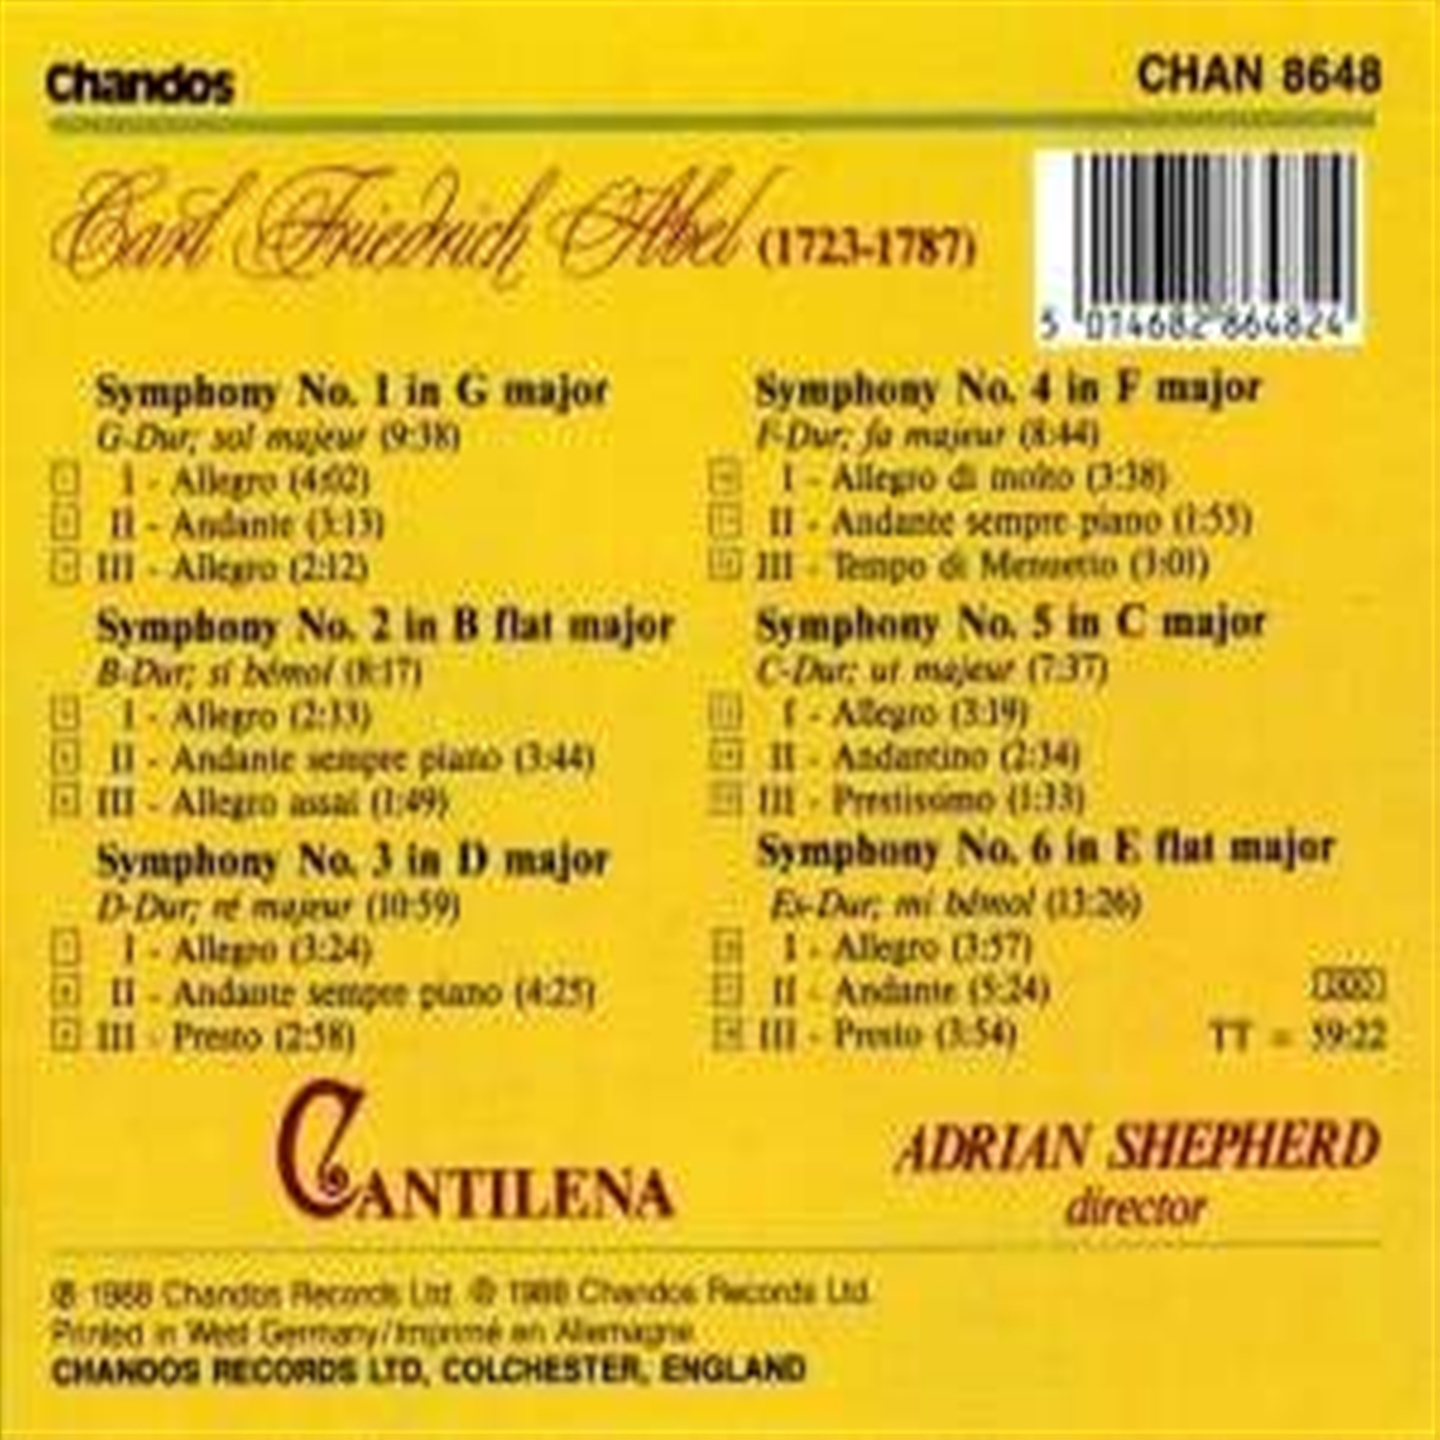 Chandos
CHAN 8648
Carl Friedrich Abel (1723-1787)
5 014682 864824
Symphony No. 1 in G major
G-Dur; sol majeur (9:38)
I - Allegro (4:02)
II - Andante (3:13)
III - Allegro (2:12)
Symphony No. 2 in B flat major
B-Dur; si bémol (8:17)
I - Allegro (2:33)
II - Andante sempre piano (3:44)
III - Allegro assai (1:49)
Symphony No. 3 in D major
D-Dur; ré majeur (10:59)
I - Allegro (3:24)
II - Andante sempre piano (4:25)
III - Presto (2:58)
Symphony No. 4 in F major
F-Dur; fa majeur (8:44)
I - Allegro di molto (3:38)
II - Andante sempre piano (1:55)
III - Tempo di Menuetto (3:01)
Symphony No. 5 in C major
C-Dur; ut majeur (7:37)
I - Allegro (3:19)
II - Andantino (2:34)
III - Prestissimo (1:33)
Symphony No. 6 in E flat major
Es-Dur; mi bémol (13:26)
I - Allegro (3:57)
II - Andante (5:24)
III - Presto (3:54)
TT = 59:22
CANTILENA
ADRIAN SHEPHERD
director
℗ 1988 Chandos Records Ltd. © 1988 Chandos Records Ltd.
Printed in West Germany/Imprimé en Allemagne
CHANDOS RECORDS LTD, COLCHESTER, ENGLAND